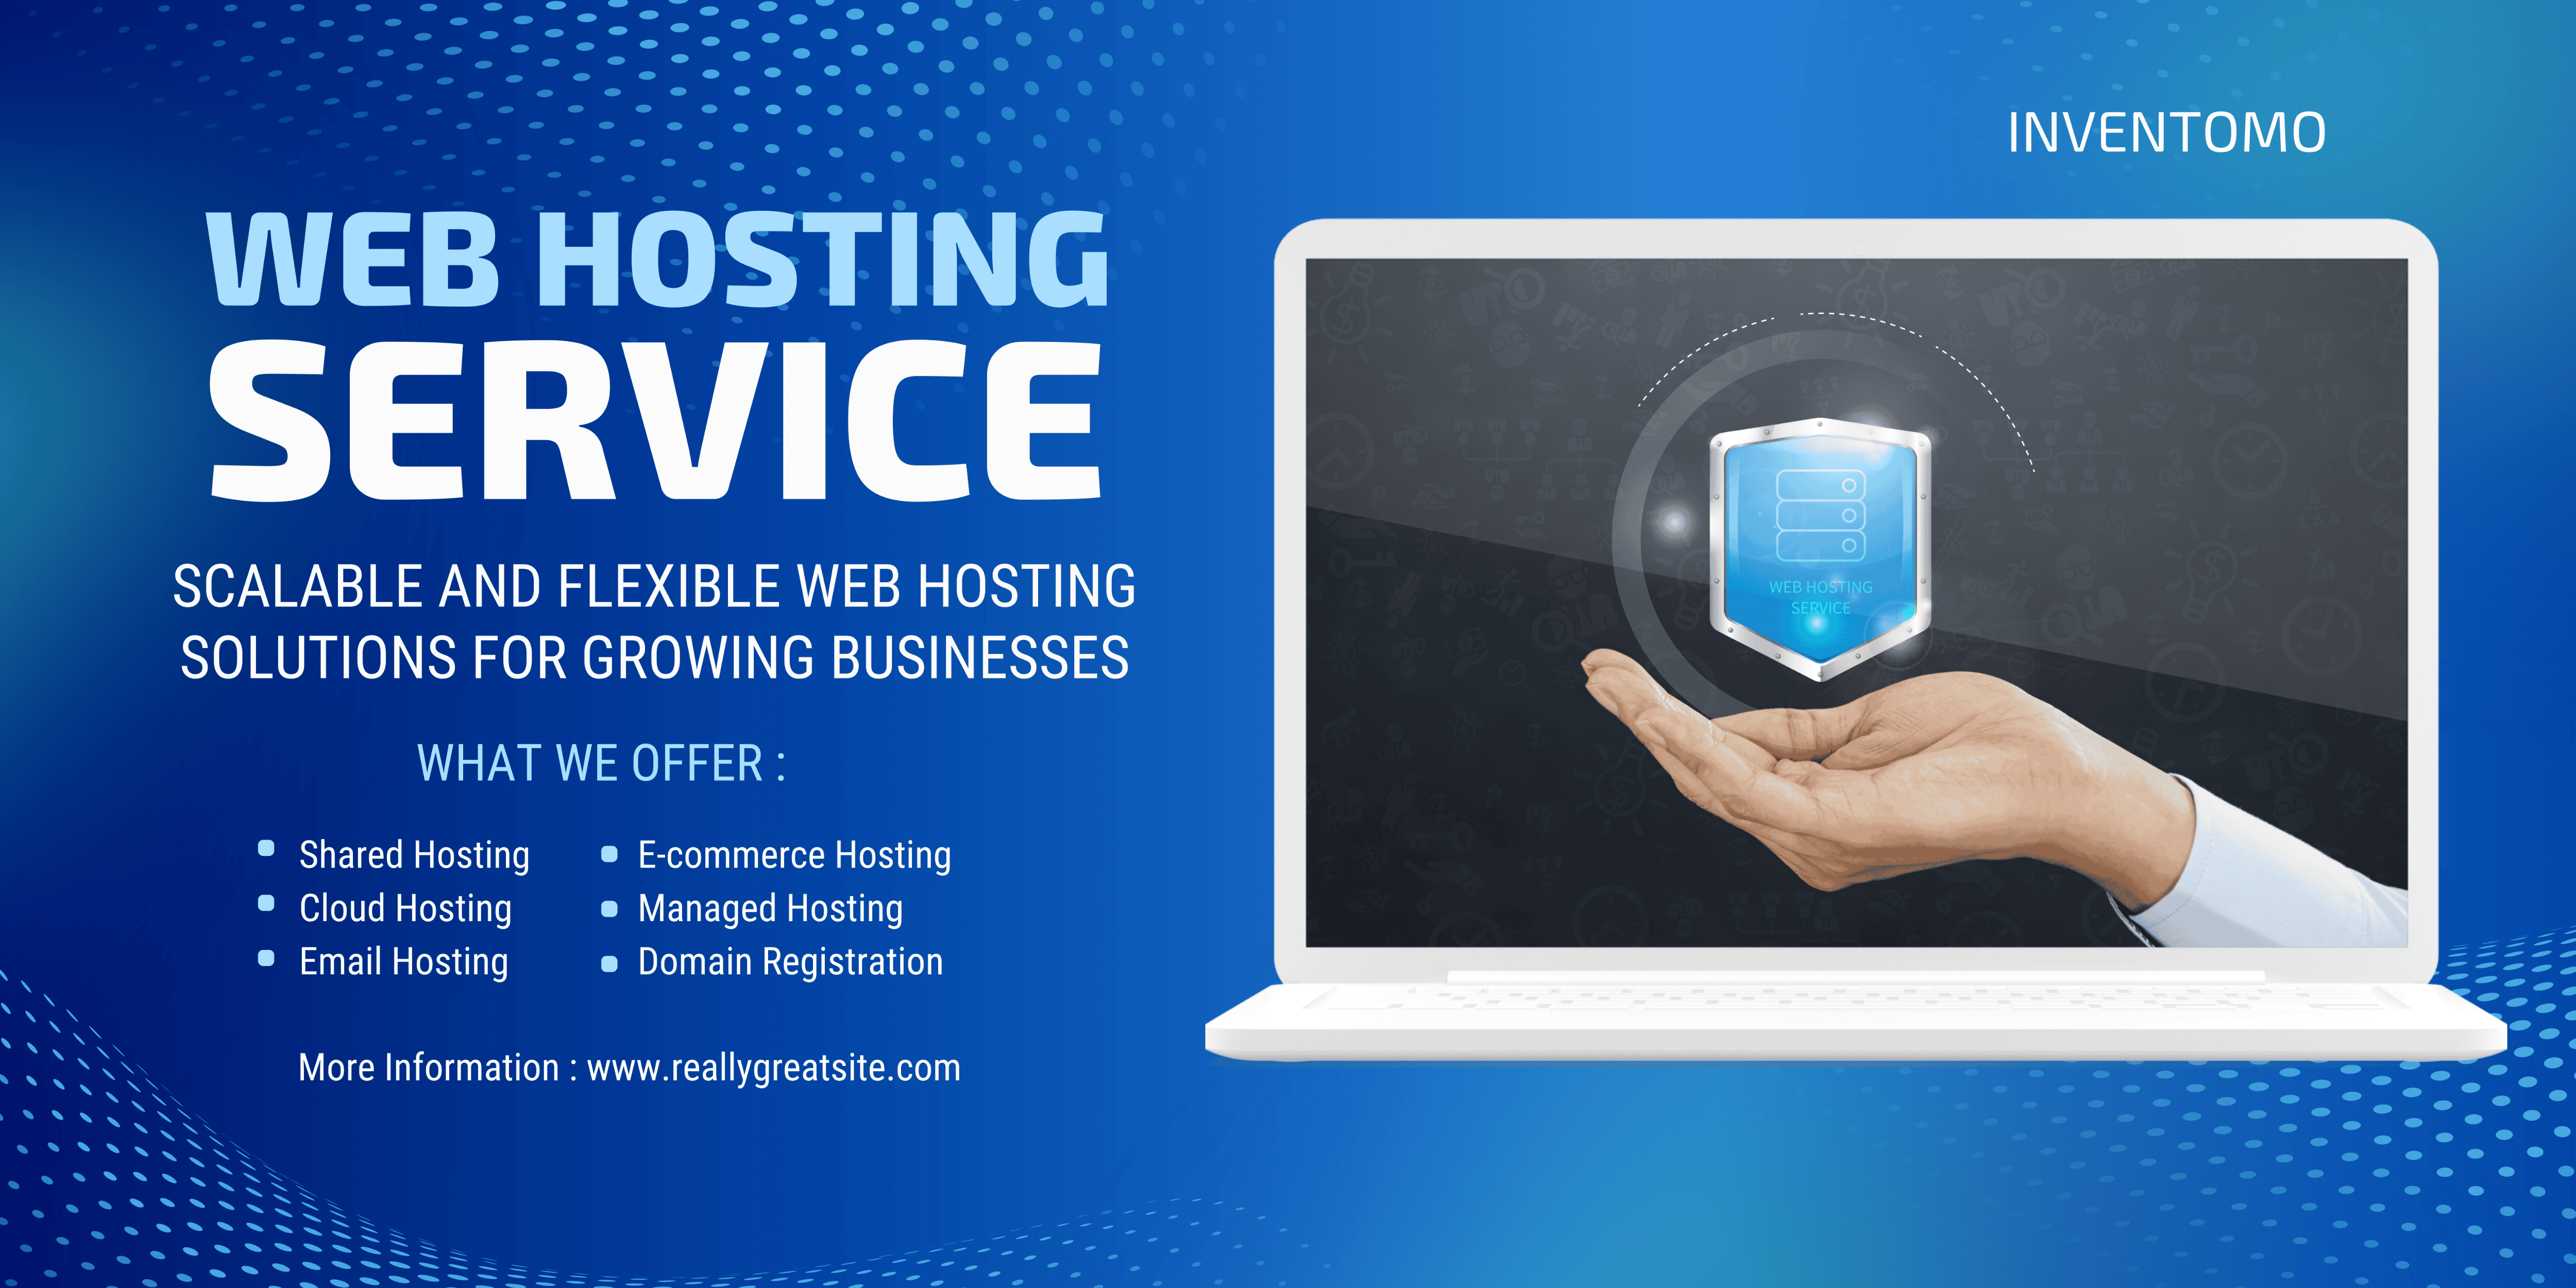 INVENTOMO
WEB HOSTING
SERVICE
SCALABLE AND FLEXIBLE WEB HOSTING
SOLUTIONS FOR GROWING BUSINESSES
WHAT WE OFFER :
Shared Hosting
Cloud Hosting
Email Hosting
E-commerce Hosting
Managed Hosting
Domain Registration
More Information : www.reallygreatsite.com
WEB HOSTING
SERVICE